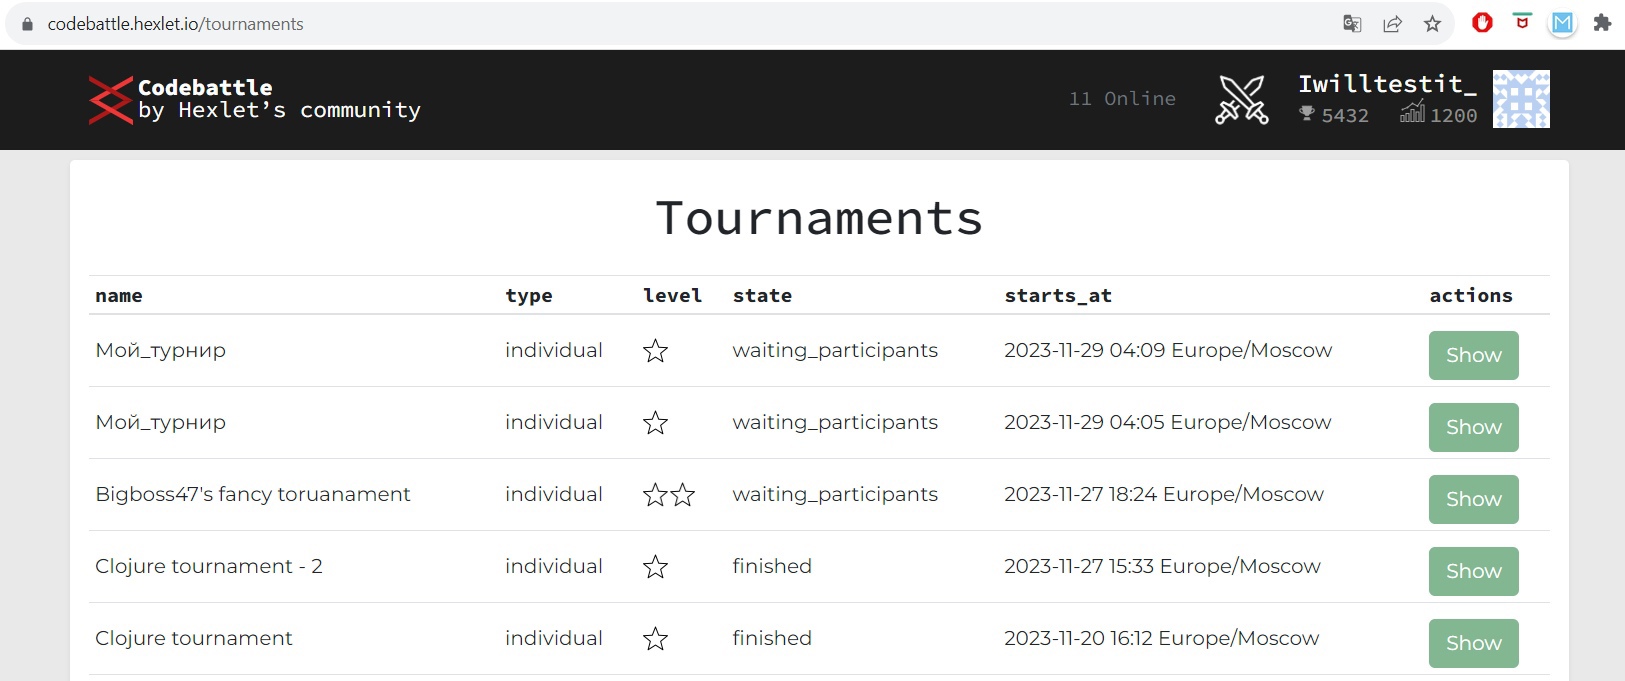 codebattle.hexlet.io/tournaments
Codebattle
by Hexlet’s community
11 Online
Iwilltestit_
5432 1200
Tournaments
name type level state starts_at actions
Мой_турнир individual waiting_participants 2023-11-29 04:09 Europe/Moscow Show
Мой_турнир individual waiting_participants 2023-11-29 04:05 Europe/Moscow Show
Bigboss47's fancy toruanament individual waiting_participants 2023-11-27 18:24 Europe/Moscow Show
Clojure tournament - 2 individual finished 2023-11-27 15:33 Europe/Moscow Show
Clojure tournament individual finished 2023-11-20 16:12 Europe/Moscow Show